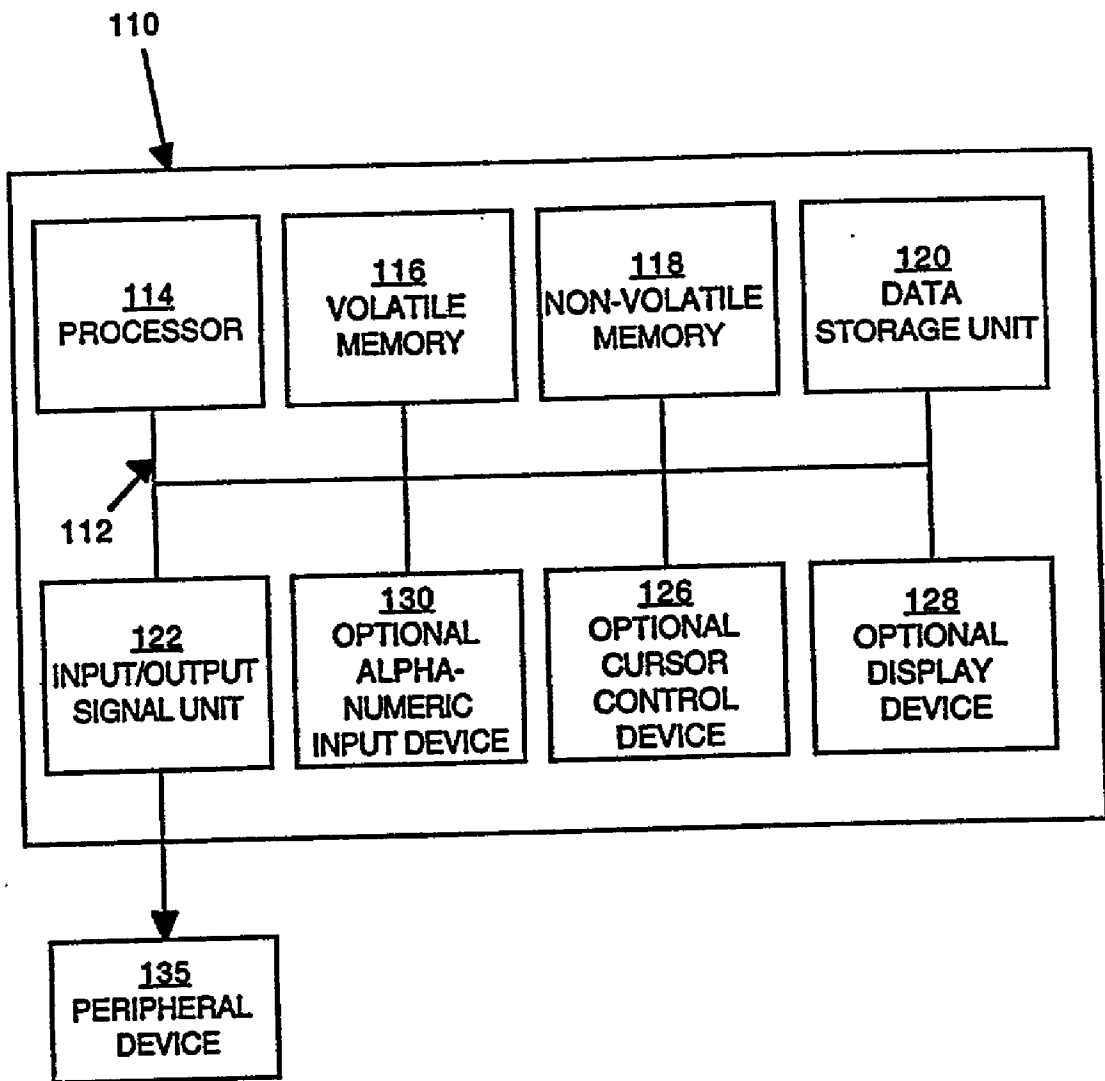 110
114
PROCESSOR
116
VOLATILE
MEMORY
118
NON-VOLATILE
MEMORY
120
DATA
STORAGE UNIT
112
122
INPUT/OUTPUT
SIGNAL UNIT
130
OPTIONAL
ALPHA-
NUMERIC
INPUT DEVICE
126
OPTIONAL
CURSOR
CONTROL
DEVICE
128
OPTIONAL
DISPLAY
DEVICE
135
PERIPHERAL
DEVICE